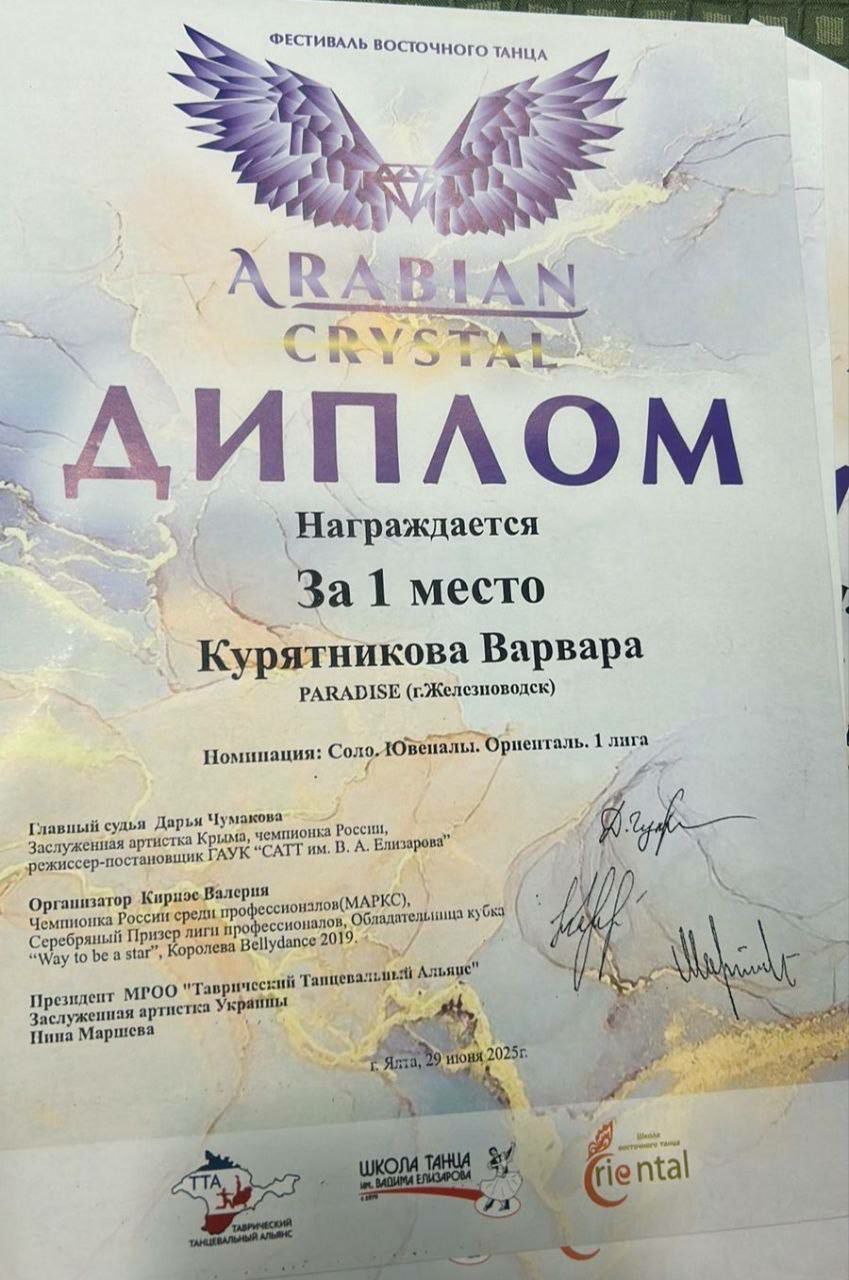 ФЕСТИВАЛЬ ВОСТОЧНОГО ТАНЦА
ARABIAN
CRYSTAL
ДИПЛОМ
Награждается
За 1 место
Курятникова Варвара
PARADISE (г.Железноводск)
Номинация: Соло. Ювеналы. Ориенталь. 1 лига
Главный судья Дарья Чумакова
Заслуженная артистка Крыма, чемпионка России,
режиссер-постановщик ГАУК “САТТ им. В. А. Елизарова”
Организатор Кирпэс Валерия
Чемпионка России среди профессионалов(МАРКС),
Серебряный Призер лиги профессионалов, Обладательница кубка
“Way to be a star”, Королева Bellydance 2019.
Президент МРОО "Таврический Танцевальный Альянс"
Заслуженная артистка Украины
Нина Маршева
г. Ялта, 29 июня 2025г.
ТТА
ТАВРИЧЕСКИЙ
ТАНЦЕВАЛЬНЫЙ АЛЬЯНС
ШКОЛА ТАНЦА
им. ВАДИМА ЕЛИЗАРОВА
Школа
восточного танца
Oriental